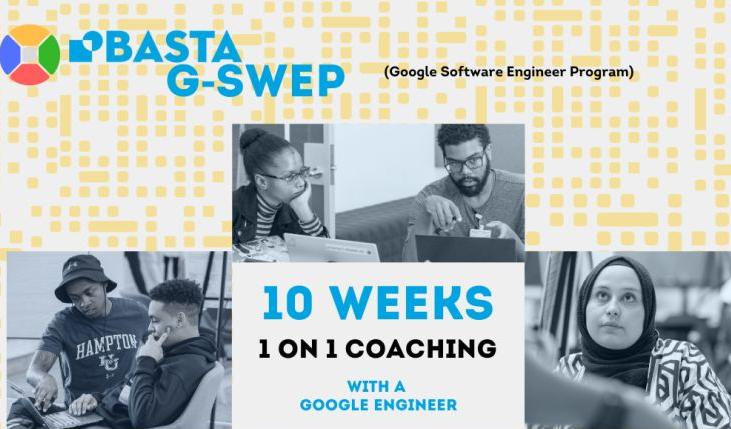 BASTA
G-SWEP
(Google Software Engineer Program)
HAMPTON
10 WEEKS
1 ON 1 COACHING
WITH A
GOOGLE ENGINEER